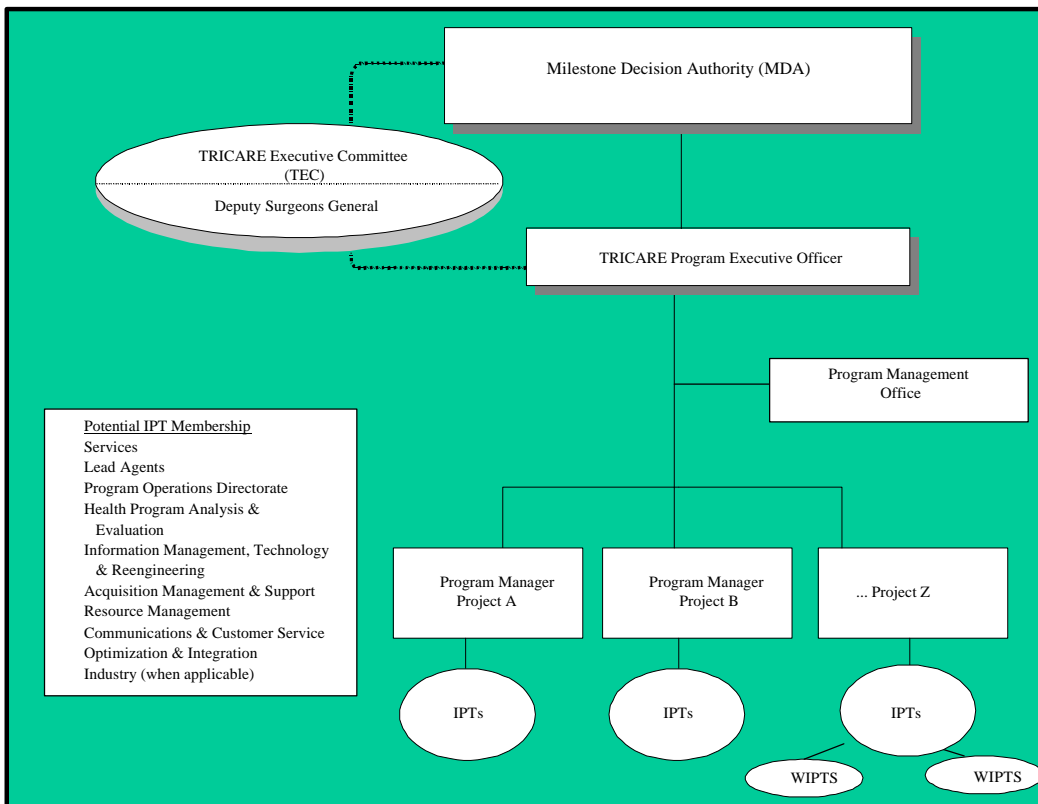 Milestone Decision Authority (MDA)
TRICARE Executive Committee
(TEC)
Deputy Surgeons General
TRICARE Program Executive Officer
Program Management
Office
Potential IPT Membership
Services
Lead Agents
Program Operations Directorate
Health Program Analysis &
Evaluation
Information Management, Technology
& Reengineering
Acquisition Management & Support
Resource Management
Communications & Customer Service
Optimization & Integration
Industry (when applicable)
Program Manager
Project A
Program Manager
Project B
... Project Z
IPTs
IPTs
IPTs
WIPTS
WIPTS